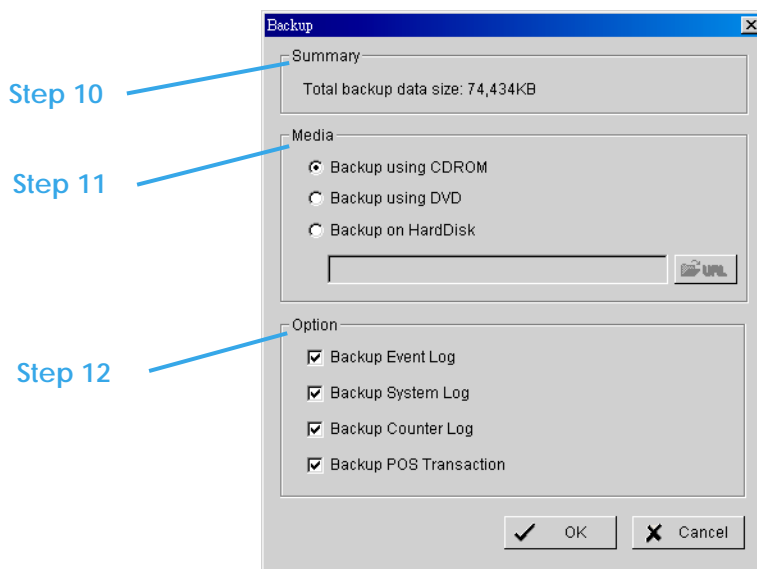 Backup
Summary
Step 10
Total backup data size: 74,434KB
Media
Step 11
Backup using CDROM
Backup using DVD
Backup on HardDisk
URL
Option
Step 12
Backup Event Log
Backup System Log
Backup Counter Log
Backup POS Transaction
OK Cancel